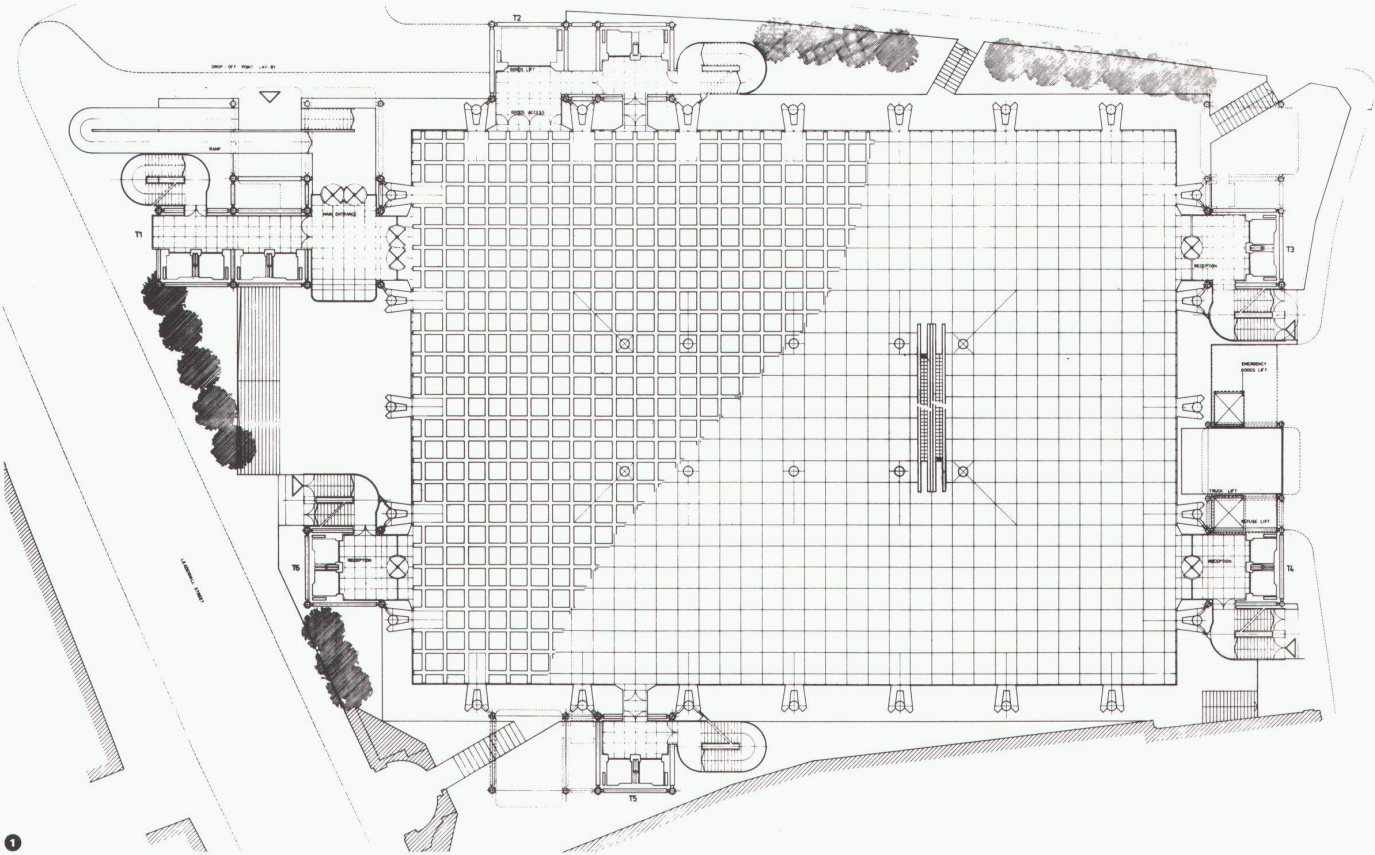 T2
DROP-OFF POINT LAY-BY
GOODS LIFT
GOODS ACCESS
RAMP
MAIN ENTRANCE
T1
T3
RECEPTION
EMERGENCY
GOODS LIFT
TRUCK LIFT
REFUSE LIFT
RECEPTION
T4
T6
RECEPTION
LEADENHALL STREET
T5
1